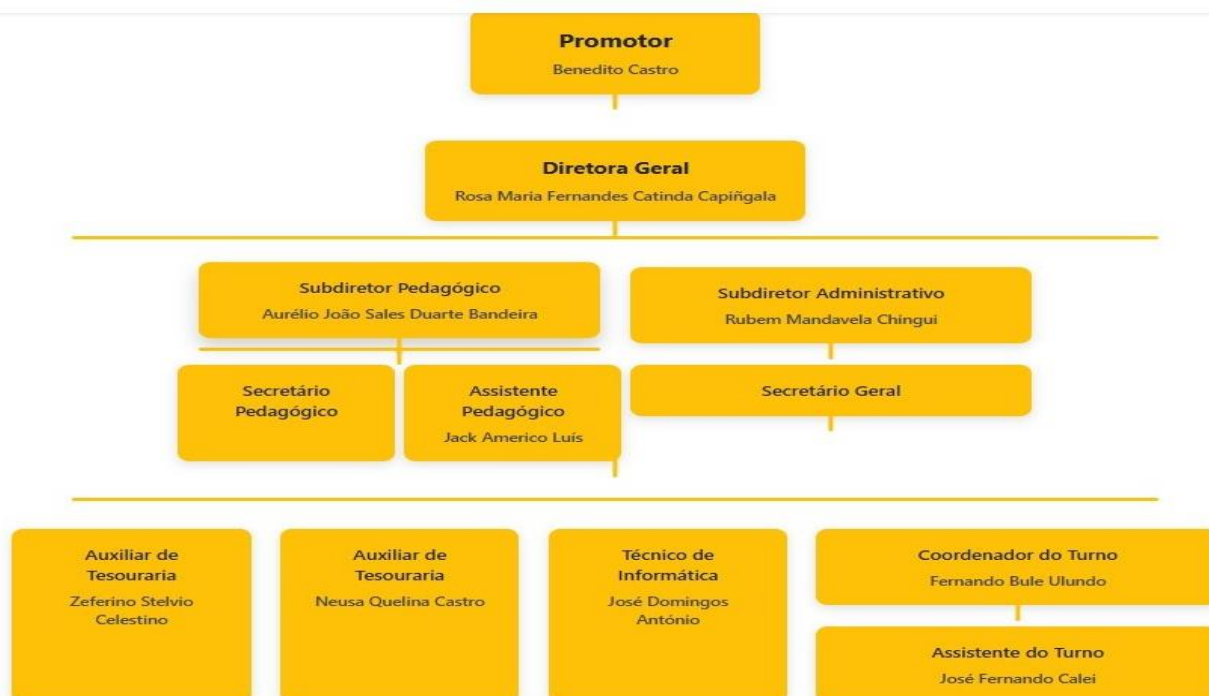 Promotor
Benedito Castro
Diretora Geral
Rosa Maria Fernandes Catinda Capiñgala
Subdiretor Pedagógico
Aurélio João Sales Duarte Bandeira
Subdiretor Administrativo
Rubem Mandavela Chingui
Secretário
Pedagógico
Assistente
Pedagógico
Jack Americo Luís
Secretário Geral
Auxiliar de
Tesouraria
Zeferino Stelvio
Celestino
Auxiliar de
Tesouraria
Neusa Quelina Castro
Técnico de
Informática
José Domingos
António
Coordenador do Turno
Fernando Bule Ulundo
Assistente do Turno
José Fernando Calei